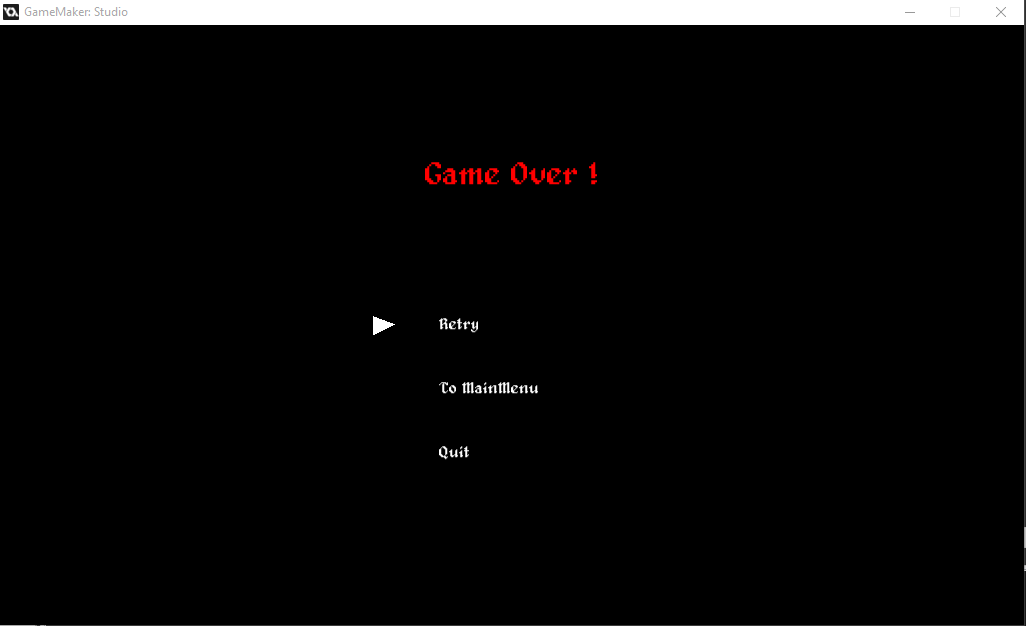 GameMaker: Studio
Game Over !
Retry
To MainMenu
Quit